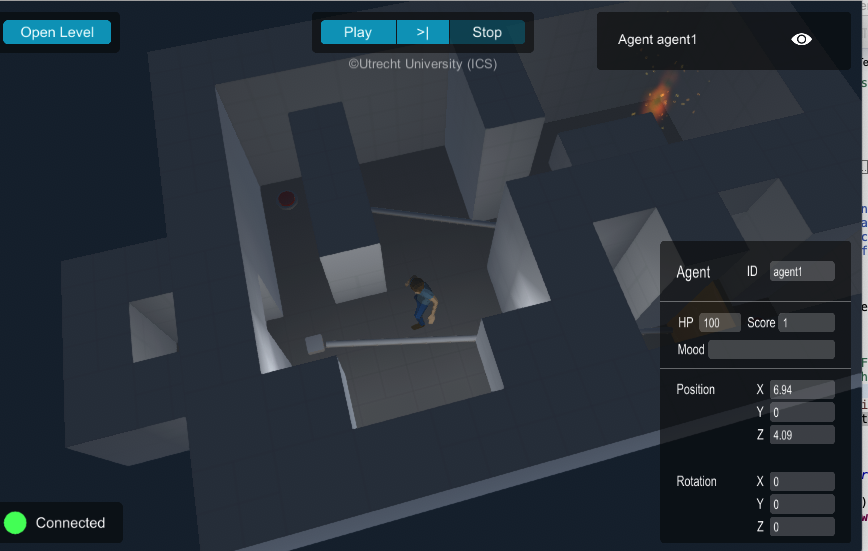 Open Level
Play >| Stop
Agent agent1
©Utrecht University (ICS)
Agent ID agent1
HP 100 Score 1
Mood
Position X 6.94
Y 0
Z 4.09
Rotation X 0
Y 0
Z 0
Connected